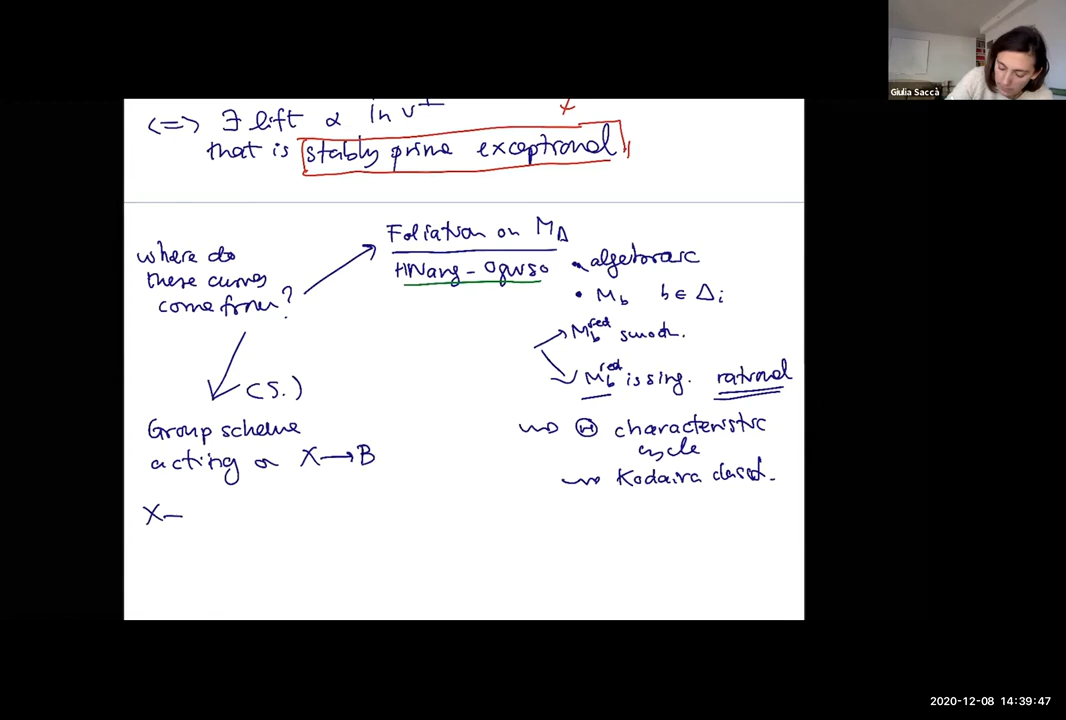 <=> ∃ lift α in v⊥
that is stably prime exceptional
where do
these curves
come from?
Foliation on M_Δ
HWang - Oguiso
• algebraic
• M_b b ∈ Δ_i
M_b^red smooth.
M_b^red is sing. rational
(S.)
Group scheme
acting on X → B
Ⓗ characteristic
cycle
Kodaira classif.
X —
Giulia Saccà
2020-12-08 14:39:47